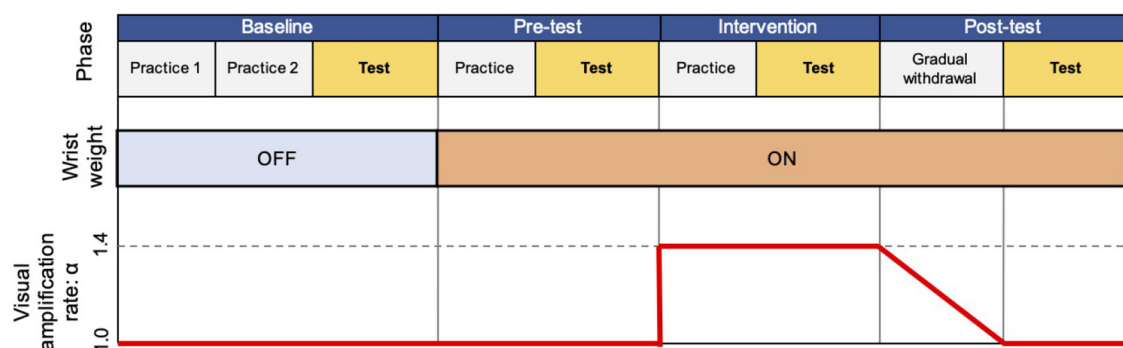 Phase
Baseline
Pre-test
Intervention
Post-test
Practice 1
Practice 2
Test
Practice
Test
Practice
Test
Gradual
withdrawal
Test
Wrist
weight
OFF
ON
Visual
amplification
rate: α
1.4
1.0